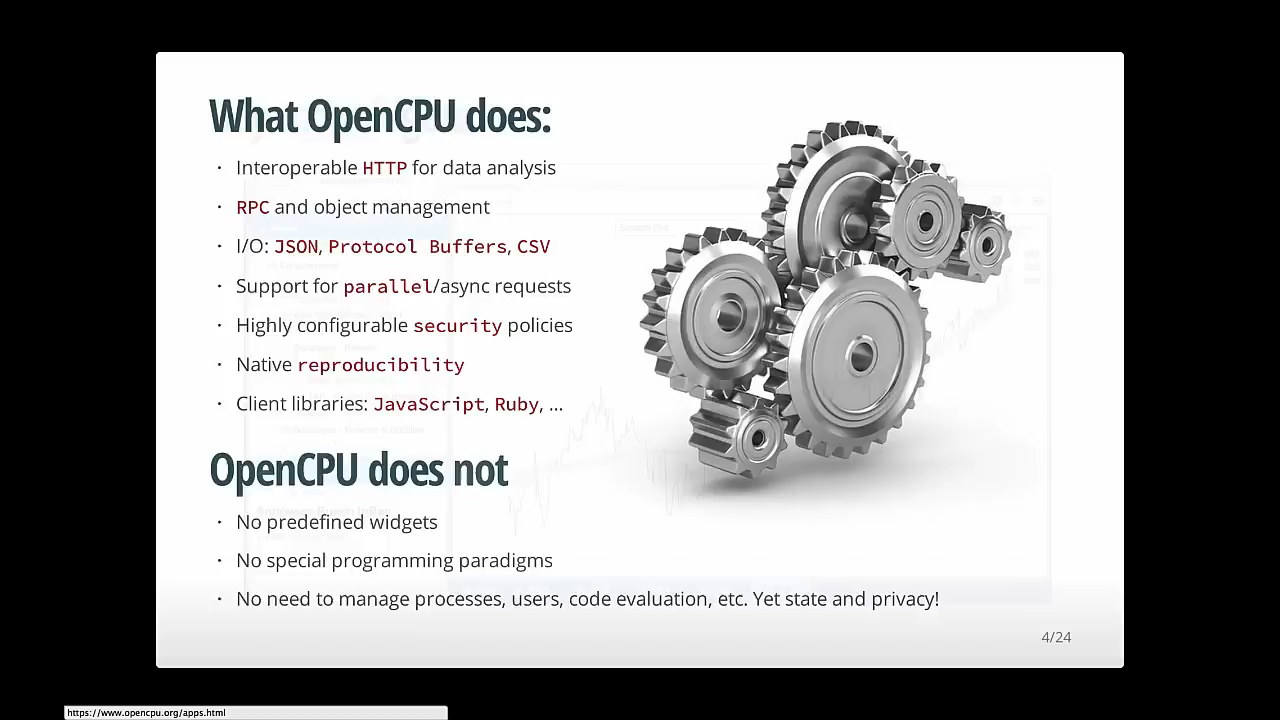 What OpenCPU does:
· Interoperable HTTP for data analysis
· RPC and object management
· I/O: JSON, Protocol Buffers, CSV
· Support for parallel/async requests
· Highly configurable security policies
· Native reproducibility
· Client libraries: JavaScript, Ruby, ...
OpenCPU does not
· No predefined widgets
· No special programming paradigms
· No need to manage processes, users, code evaluation, etc. Yet state and privacy!
4/24
https://www.opencpu.org/apps.html